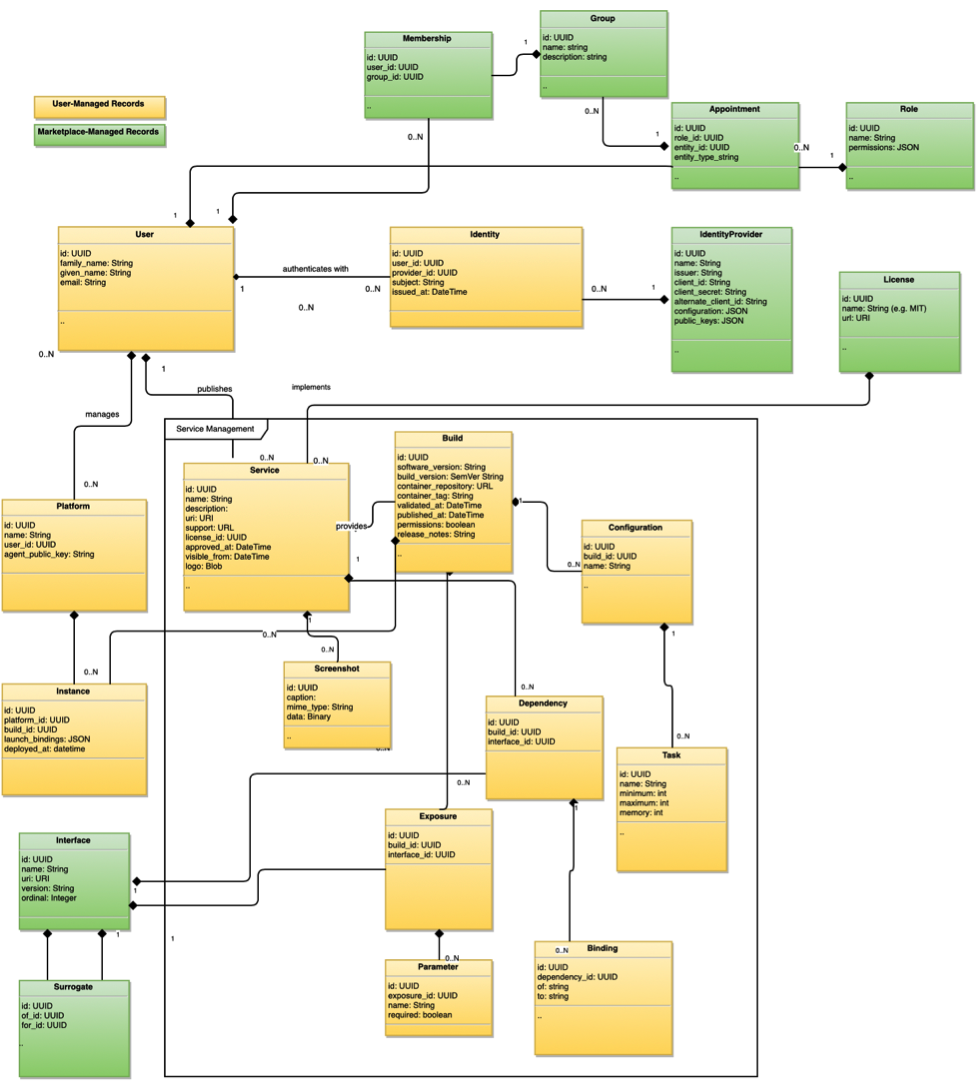 Group
id: UUID
name: string
description: string
..
Membership
id: UUID
user_id: UUID
group_id: UUID
..
1
User-Managed Records
Marketplace-Managed Records
0..N
0..N
1
Appointment
id: UUID
role_id: UUID
entity_id: UUID
entity_type_string
..
0..N
1
Role
id: UUID
name: String
permissions: JSON
..
1
1
User
id: UUID
family_name: String
given_name: String
email: String
..
authenticates with
1
0..N
0..N
Identity
id: UUID
user_id: UUID
provider_id: UUID
subject: String
issued_at: DateTime
0..N
1
IdentityProvider
id: UUID
name: String
issuer: String
client_id: String
client_secret: String
alternate_client_id: String
configuration: JSON
public_keys: JSON
..
License
id: UUID
name: String (e.g. MIT)
url: URI
..
0..N
1
manages
publishes
implements
0..N
Service Management
0..N
0..N
Platform
id: UUID
name: String
user_id: UUID
agent_public_key: String
Service
id: UUID
name: String
description:
uri: URI
support: URL
license_id: UUID
approved_at: DateTime
visible_from: DateTime
logo: Blob
..
provides
1
Build
id: UUID
software_version: String
build_version: SemVer String
container_repository: URL
container_tag: String
validated_at: DateTime
published_at: DateTime
permissions: boolean
release_notes: String
..
1
0..N
Configuration
id: UUID
build_id: UUID
name: String
..
1
0..N
1
0..N
0..N
Instance
id: UUID
platform_id: UUID
build_id: UUID
launch_bindings: JSON
deployed_at: datetime
Screenshot
id: UUID
caption:
mime_type: String
data: Binary
..
0..N
0..N
Dependency
id: UUID
build_id: UUID
interface_id: UUID
0..N
1
0..N
Task
id: UUID
name: String
minimum: int
maximum: int
memory: int
..
Exposure
id: UUID
build_id: UUID
interface_id: UUID
Interface
id: UUID
name: String
uri: URI
version: String
ordinal: Integer
1
1
1
0..N
Parameter
id: UUID
exposure_id: UUID
name: String
required: boolean
0..N
Binding
id: UUID
dependency_id: UUID
of: string
to: string
..
Surrogate
id: UUID
of_id: UUID
for_id: UUID
..